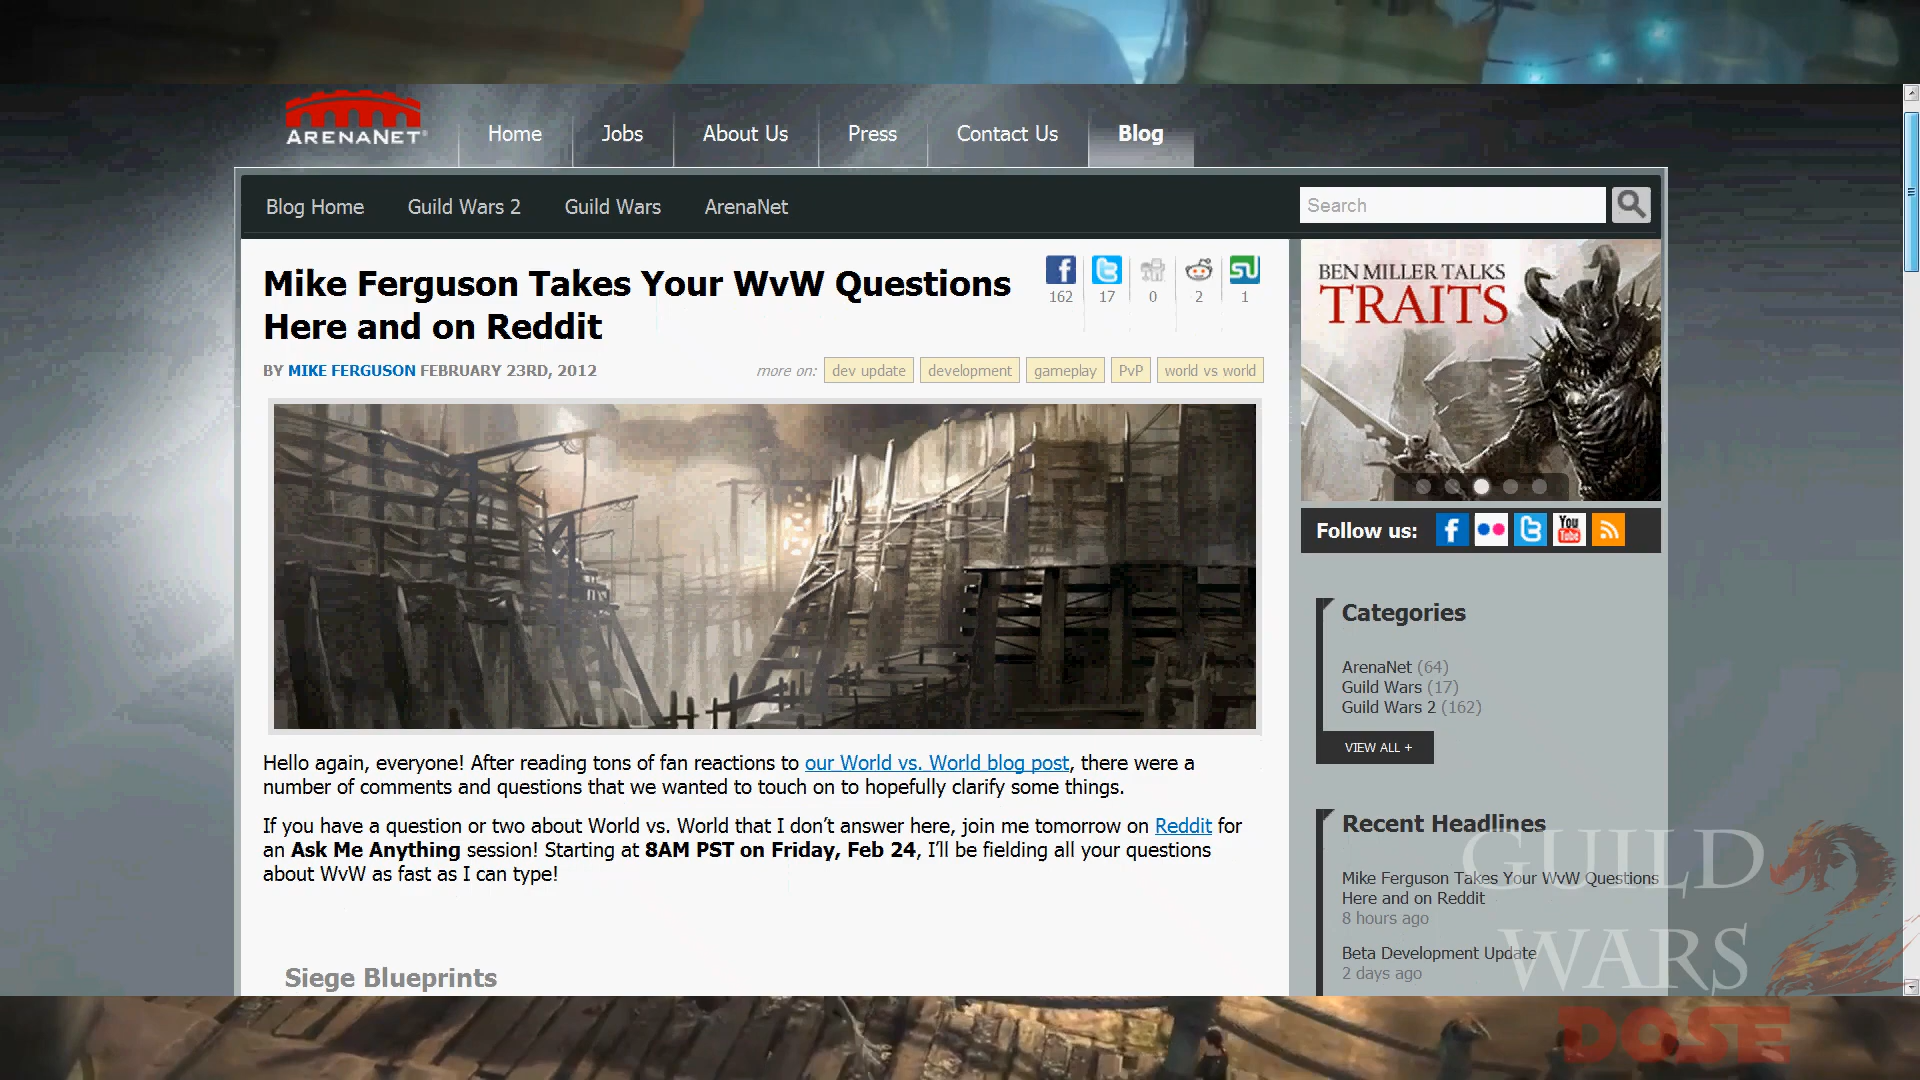 ARENANET
Home
Jobs
About Us
Press
Contact Us
Blog
Blog Home
Guild Wars 2
Guild Wars
ArenaNet
Search
Mike Ferguson Takes Your WvW Questions
Here and on Reddit
162
17
0
2
1
BY MIKE FERGUSON FEBRUARY 23RD, 2012
more on:
dev update
development
gameplay
PvP
world vs world
Hello again, everyone! After reading tons of fan reactions to our World vs. World blog post, there were a
number of comments and questions that we wanted to touch on to hopefully clarify some things.
If you have a question or two about World vs. World that I don't answer here, join me tomorrow on Reddit for
an Ask Me Anything session! Starting at 8AM PST on Friday, Feb 24, I'll be fielding all your questions
about WvW as fast as I can type!
Siege Blueprints
BEN MILLER TALKS
TRAITS
Follow us:
You
Tube
Categories
ArenaNet (64)
Guild Wars (17)
Guild Wars 2 (162)
VIEW ALL +
Recent Headlines
Mike Ferguson Takes Your WvW Questions
Here and on Reddit
8 hours ago
Beta Development Update
2 days ago
GUILD
WARS 2
DOSE